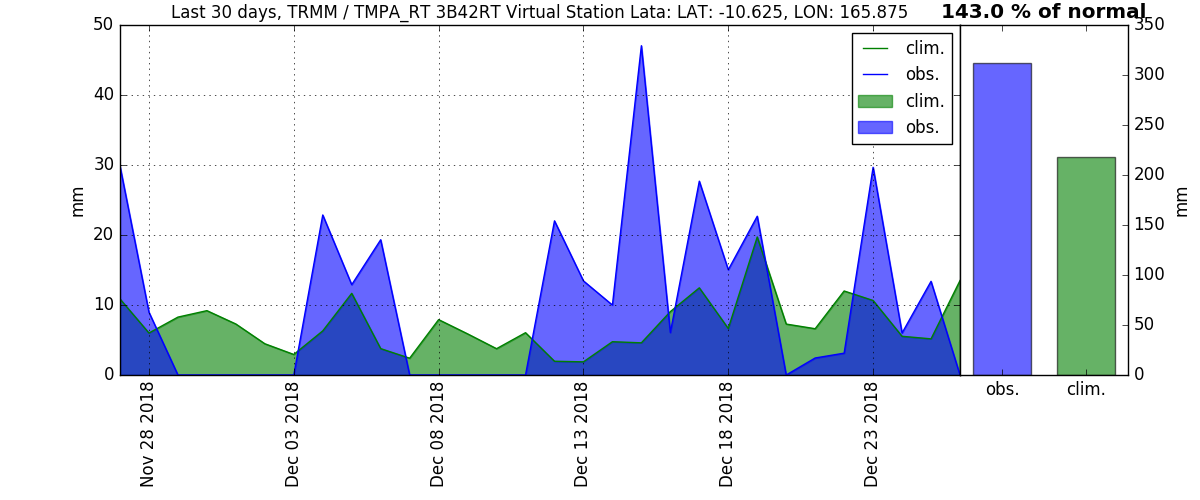 Last 30 days, TRMM / TMPA_RT 3B42RT Virtual Station Lata: LAT: -10.625, LON: 165.875
143.0 % of normal
50
40
30
20
10
0
mm
clim.
obs.
clim.
obs.
350
300
250
200
150
100
50
0
mm
obs.
clim.
Nov 28 2018
Dec 03 2018
Dec 08 2018
Dec 13 2018
Dec 18 2018
Dec 23 2018